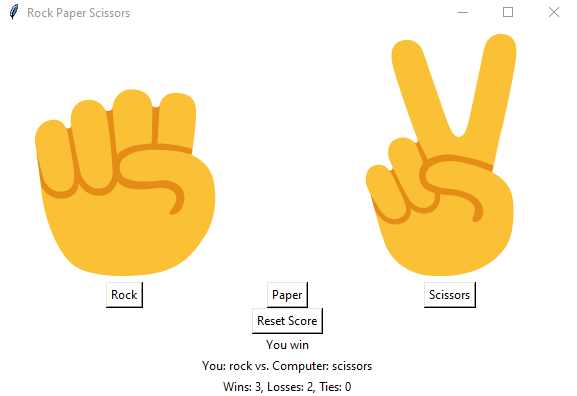 Rock Paper Scissors
Rock Paper Scissors
Reset Score
You win
You: rock vs. Computer: scissors
Wins: 3, Losses: 2, Ties: 0